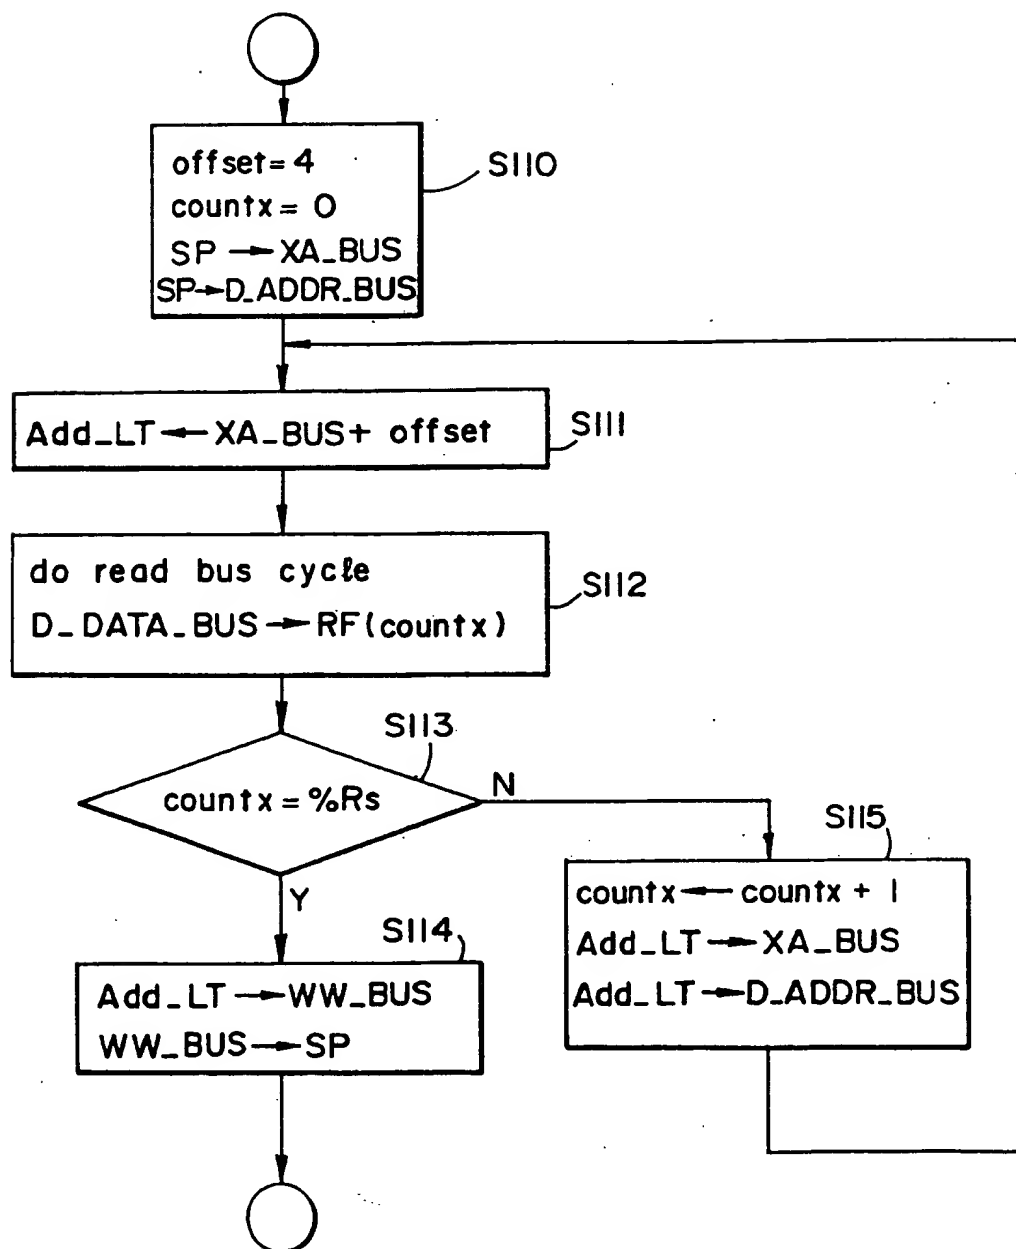 offset=4
countx = 0
SP → XA_BUS
SP→D_ADDR_BUS
S110
Add_LT ← XA_BUS+ offset
S111
do read bus cycle
D_DATA_BUS → RF(countx)
S112
S113
countx = %Rs
N
Y
S115
countx ← countx + 1
Add_LT → XA_BUS
Add_LT → D_ADDR_BUS
S114
Add_LT → WW_BUS
WW_BUS → SP